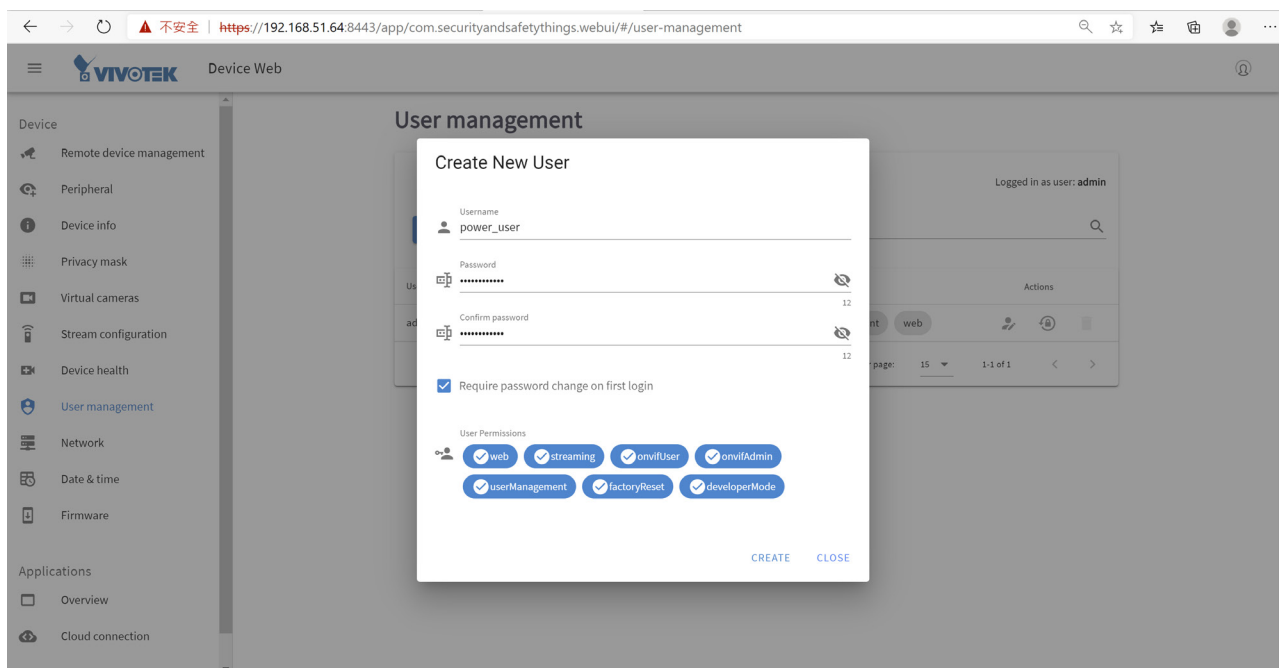 不安全 https://192.168.51.64:8443/app/com.securityandsafetythings.webui/#/user-management
VIVOTEK Device Web
Device
Remote device management
Peripheral
Device info
Privacy mask
Virtual cameras
Stream configuration
Device health
User management
Network
Date & time
Firmware
Applications
Overview
Cloud connection
User management
Logged in as user: admin
Us
Actions
ad
nt web
page: 15 1-1 of 1
Create New User
Username
power_user
Password
••••••••••••
12
Confirm password
••••••••••••
12
Require password change on first login
User Permissions
web streaming onvifUser onvifAdmin
userManagement factoryReset developerMode
CREATE CLOSE